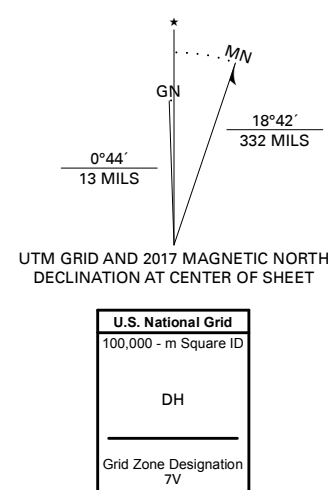 ★
MN
GN
18°42´
332 MILS
0°44´
13 MILS
UTM GRID AND 2017 MAGNETIC NORTH
DECLINATION AT CENTER OF SHEET
U.S. National Grid
100,000 - m Square ID
DH
Grid Zone Designation
7V